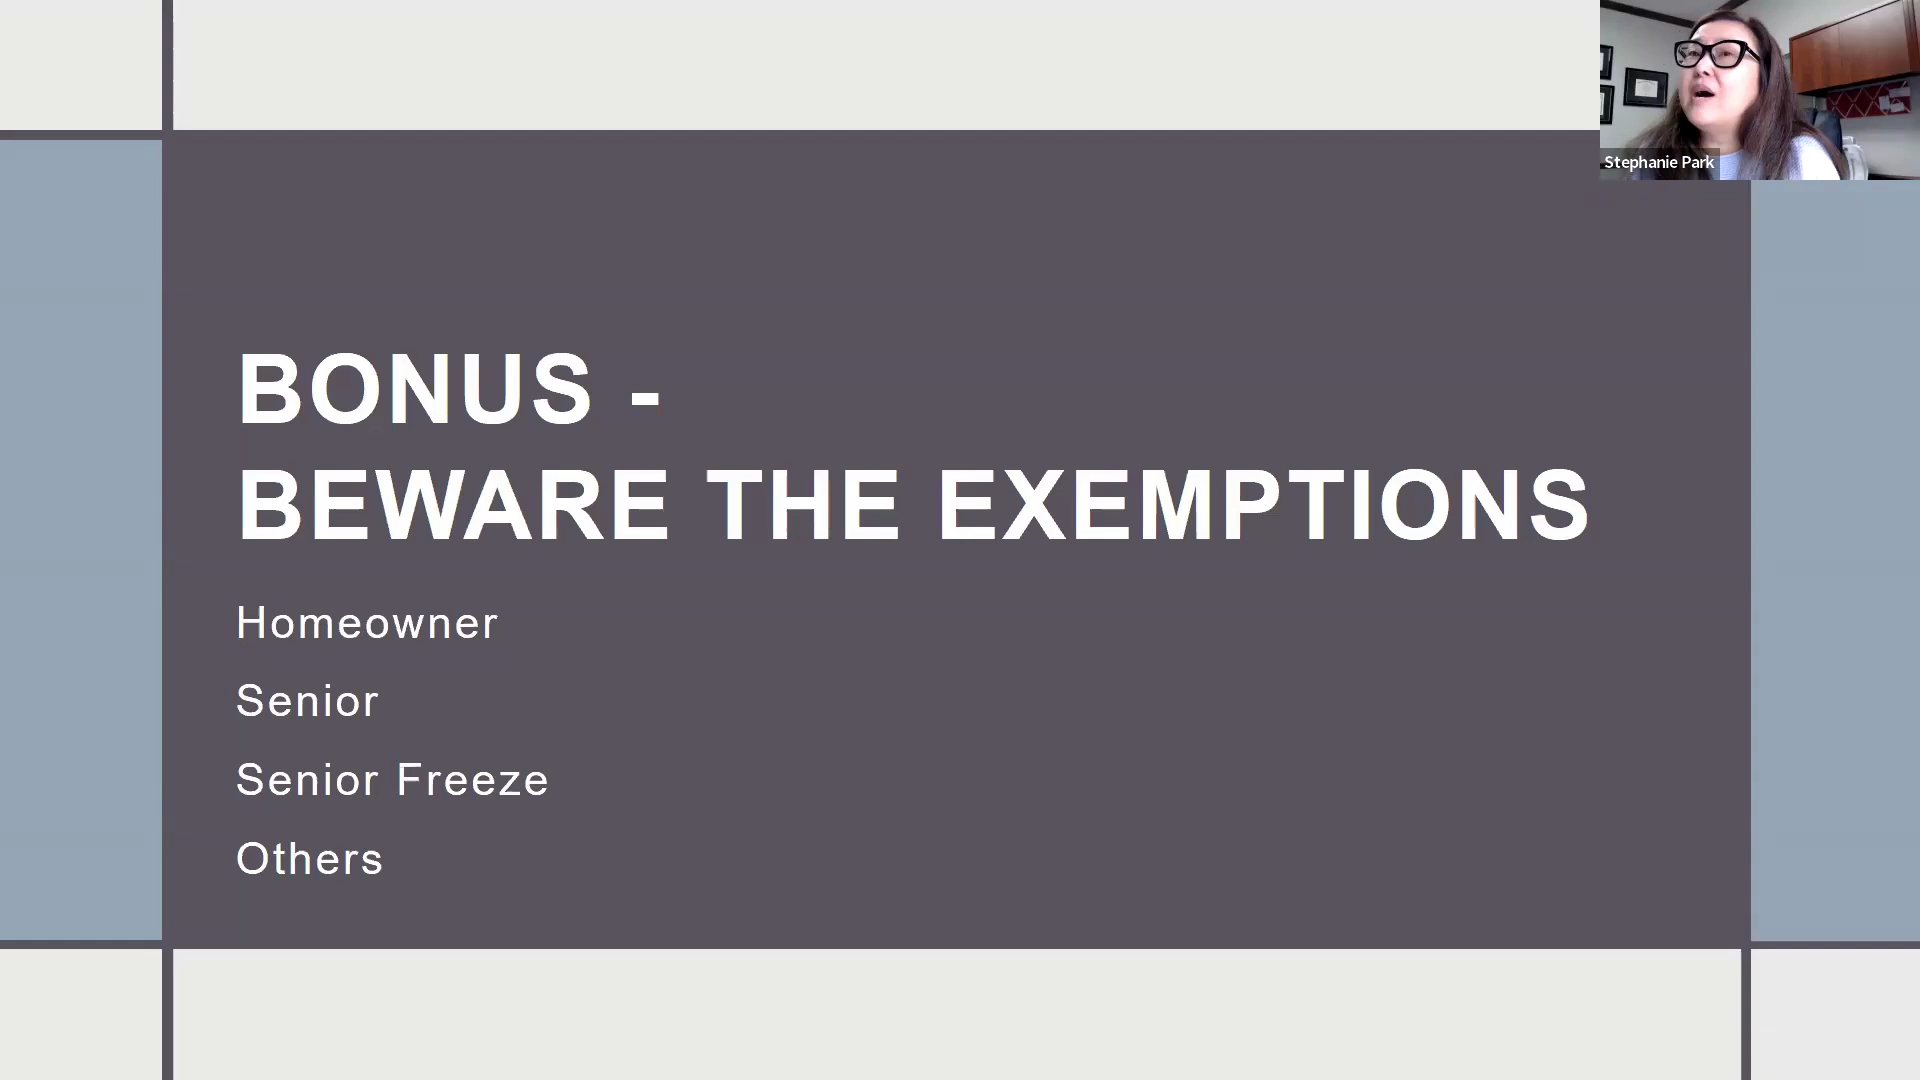 Stephanie Park
BONUS -
BEWARE THE EXEMPTIONS
Homeowner
Senior
Senior Freeze
Others